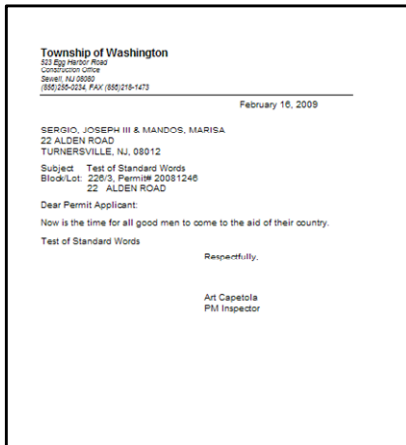 Township of Washington
523 Egg Harbor Road
Construction Office
Sewell, NJ 08080
(856)256-0234, FAX (856)218-1473
February 16, 2009
SERGIO, JOSEPH III & MANDOS, MARISA
22 ALDEN ROAD
TURNERSVILLE, NJ, 08012
Subject Test of Standard Words
Block/Lot: 226/3, Permit# 20081246
22 ALDEN ROAD
Dear Permit Applicant:
Now is the time for all good men to come to the aid of their country.
Test of Standard Words
Respectfully,
Art Capetola
PM Inspector